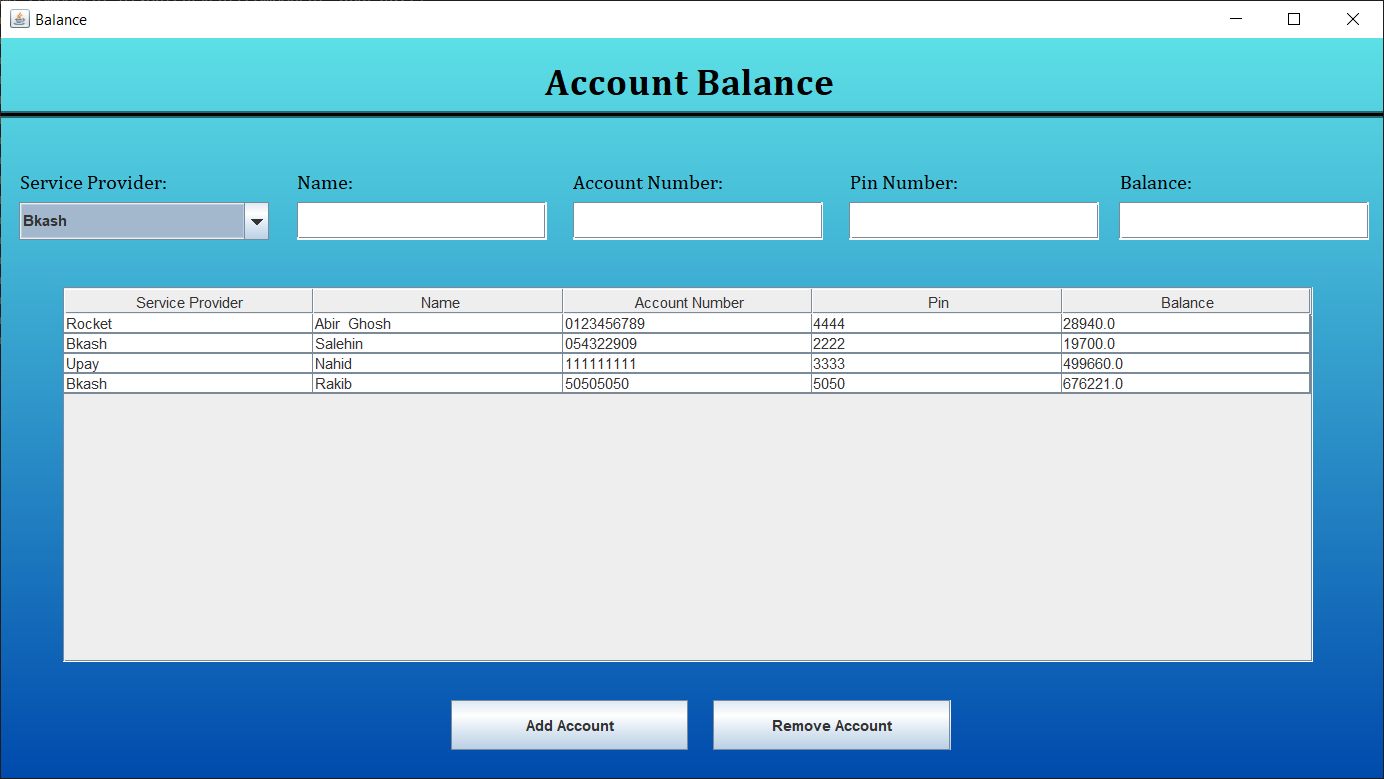 Balance
Account Balance
Service Provider: Name: Account Number: Pin Number: Balance:
Bkash
Service Provider Name Account Number Pin Balance
Rocket Abir  Ghosh 0123456789 4444 28940.0
Bkash Salehin 054322909 2222 19700.0
Upay Nahid 111111111 3333 499660.0
Bkash Rakib 50505050 5050 676221.0
Add Account Remove Account